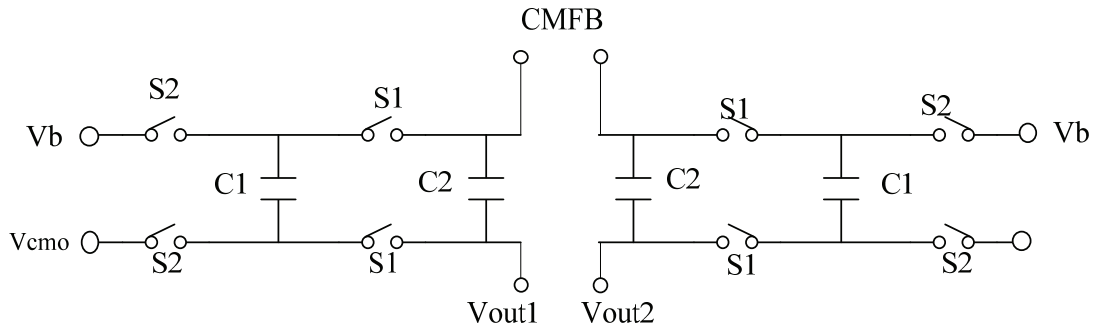 CMFB
S2 S1 S1 S2
Vb Vb
C1 C2 C2 C1
Vcmo
S2 S1 S1 S2
Vout1 Vout2